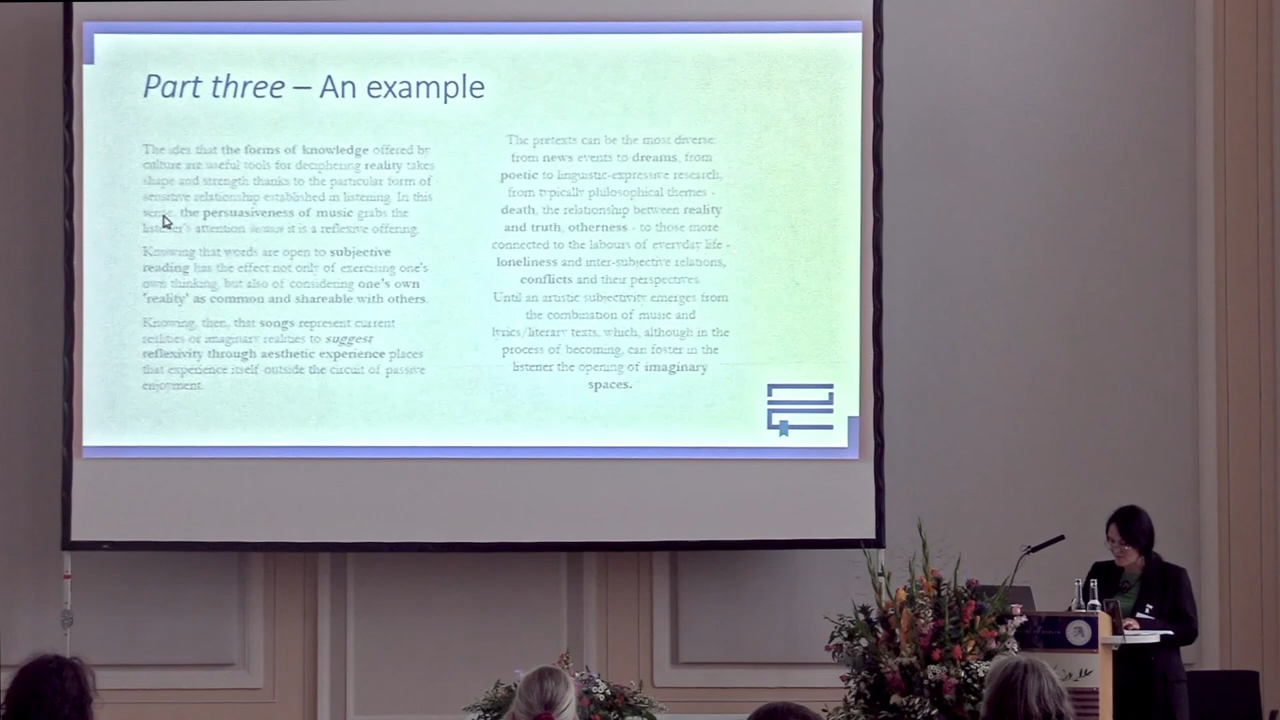 Part three – An example
The idea that the forms of knowledge offered by
culture are useful tools for deciphering reality takes
shape and strength thanks to the particular form of
sensitive relationship established in listening. In this
sense, the persuasiveness of music grabs the
listener's attention because it is a reflexive offering.
Knowing that words are open to subjective
reading has the effect not only of exercising one's
own thinking, but also of considering one's own
'reality' as common and shareable with others.
Knowing, then, that songs represent current
realities or imaginary realities to suggest
reflexivity through aesthetic experience places
that experience itself outside the circuit of passive
enjoyment.
The pretexts can be the most diverse:
from news events to dreams, from
poetic to linguistic-expressive research,
from typically philosophical themes -
death, the relationship between reality
and truth, otherness - to those more
connected to the labours of everyday life -
loneliness and inter-subjective relations,
conflicts and their perspectives.
Until an artistic subjectivity emerges from
the combination of music and
lyrics/literary texts, which, although in the
process of becoming, can foster in the
listener the opening of imaginary
spaces.